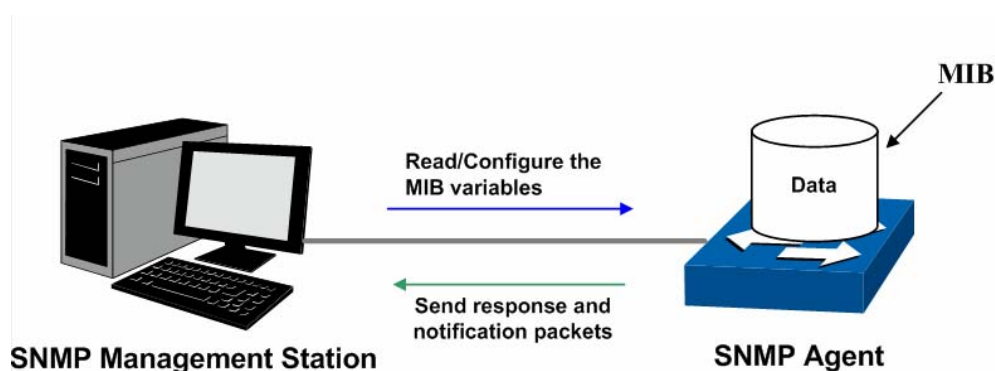 MIB
Read/Configure the
MIB variables
Data
Send response and
notification packets
SNMP Management Station
SNMP Agent